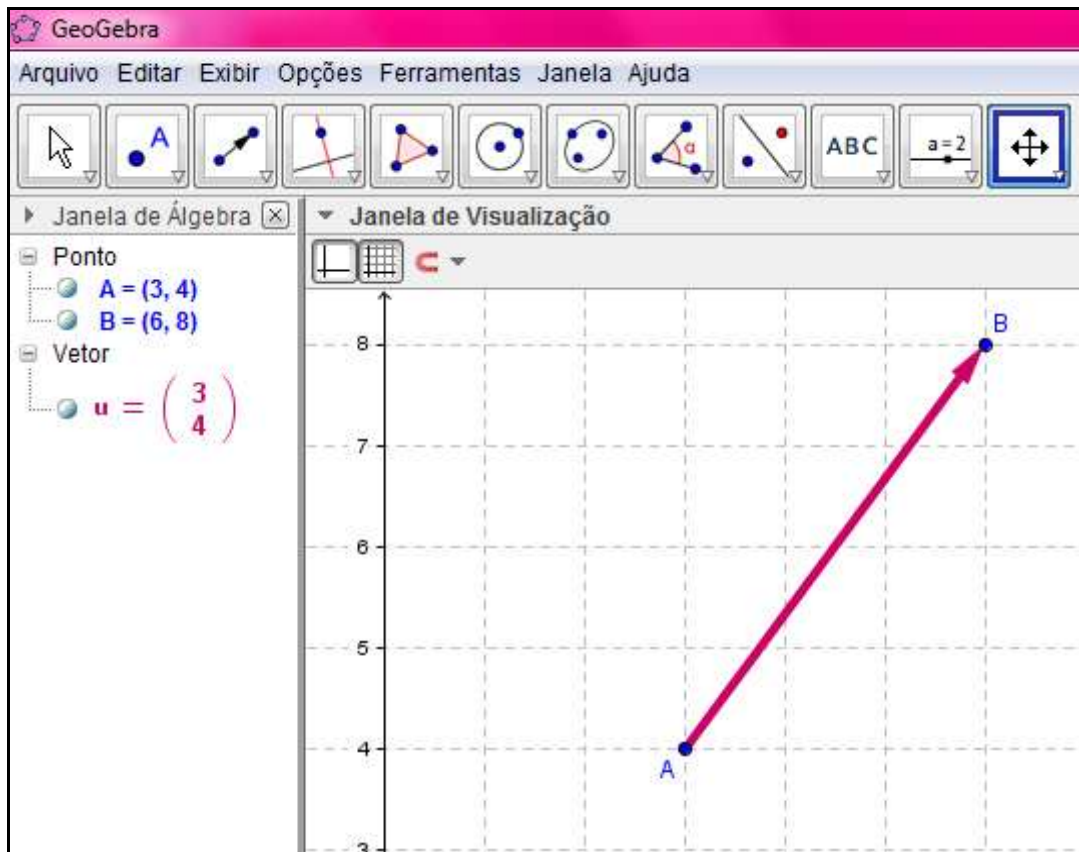 GeoGebra
Arquivo Editar Exibir Opções Ferramentas Janela Ajuda
A
α
ABC
a=2
Janela de Álgebra
Janela de Visualização
Ponto
A = (3, 4)
B = (6, 8)
Vetor
u = ( 3
4 )
B
8
7
6
5
4
A
3